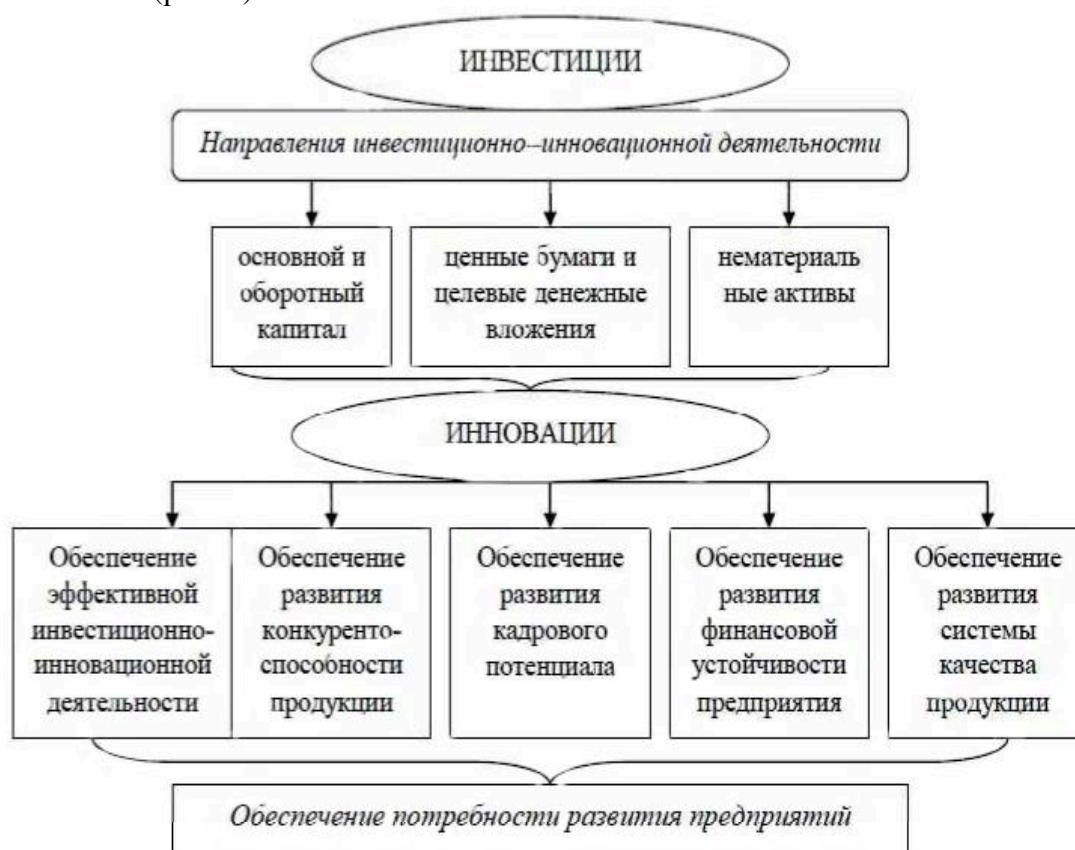 ИНВЕСТИЦИИ
Направления инвестиционно–инновационной деятельности
основной и
оборотный
капитал
ценные бумаги и
целевые денежные
вложения
нематериаль
ные активы
ИННОВАЦИИ
Обеспечение
эффективной
инвестиционно-
инновационной
деятельности
Обеспечение
развития
конкуренто-
способности
продукции
Обеспечение
развития
кадрового
потенциала
Обеспечение
развития
финансовой
устойчивости
предприятия
Обеспечение
развития
системы
качества
продукции
Обеспечение потребности развития предприятий